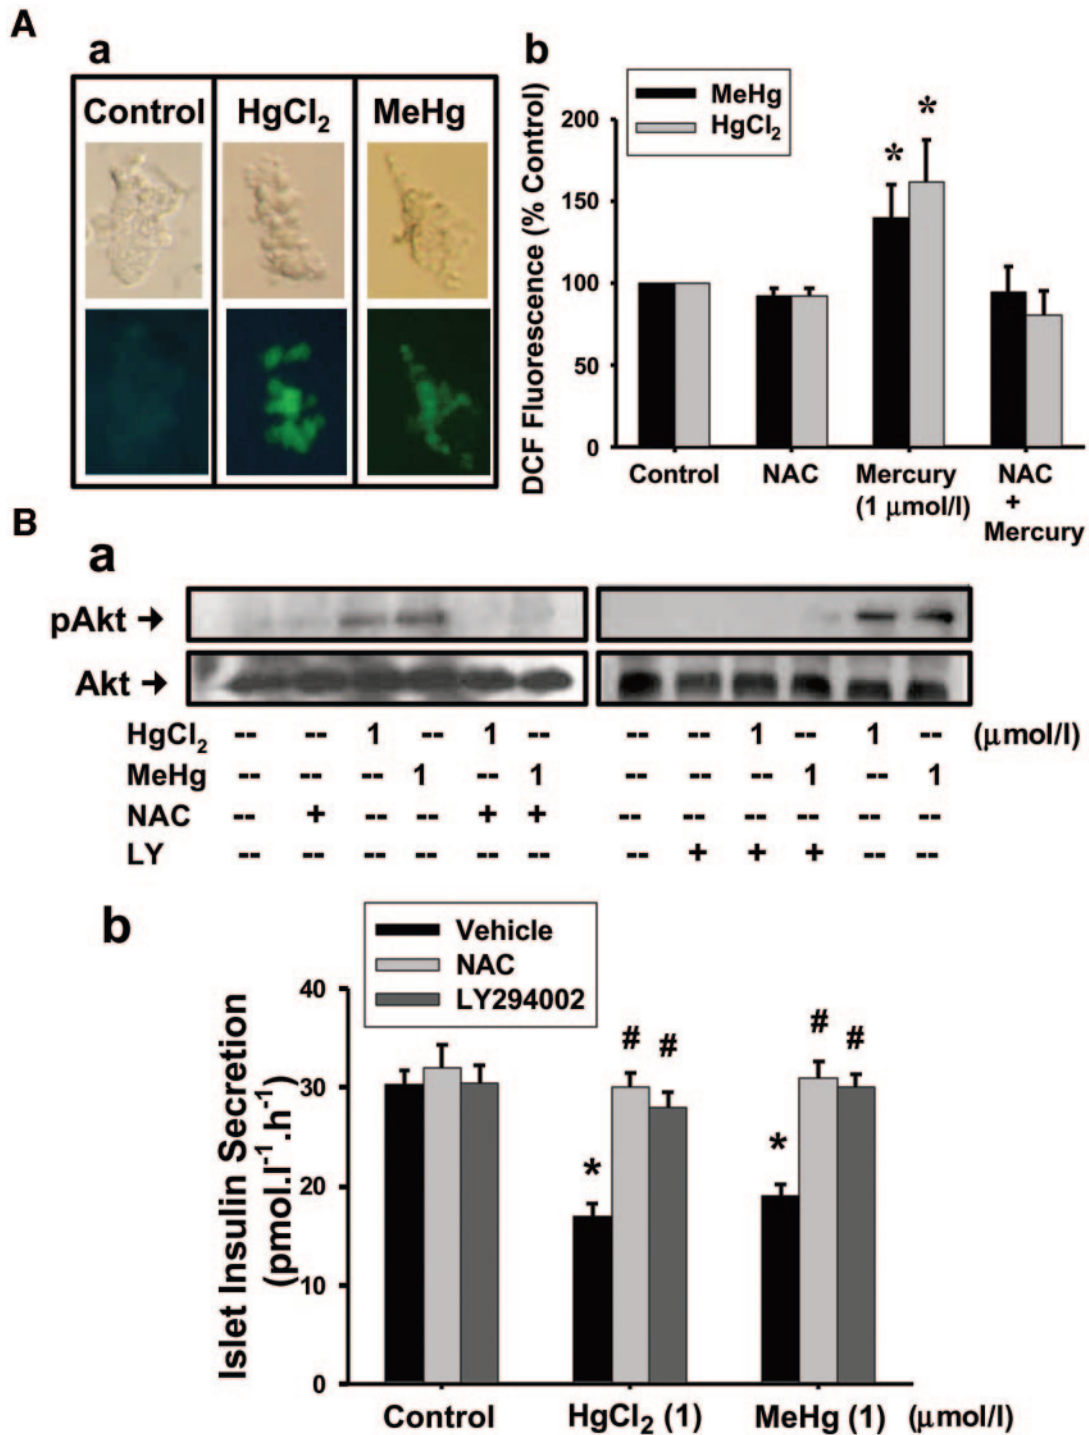 A
a
Control HgCl₂ MeHg
b
DCF Fluorescence (% Control)
MeHg
HgCl₂
200
150
100
50
0
* *
Control NAC Mercury (1 μmol/l) NAC + Mercury
B
a
pAkt →
Akt →
HgCl₂ -- -- 1 -- 1 -- -- -- 1 -- 1 -- (μmol/l)
MeHg -- -- -- 1 -- 1 -- -- -- 1 -- 1
NAC -- + -- -- + + -- -- -- -- -- --
LY -- -- -- -- -- -- -- + + + -- --
b
Vehicle
NAC
LY294002
Islet Insulin Secretion
(pmol.l⁻¹.h⁻¹)
40
30
20
10
0
* # # * # #
Control HgCl₂ (1) MeHg (1) (μmol/l)